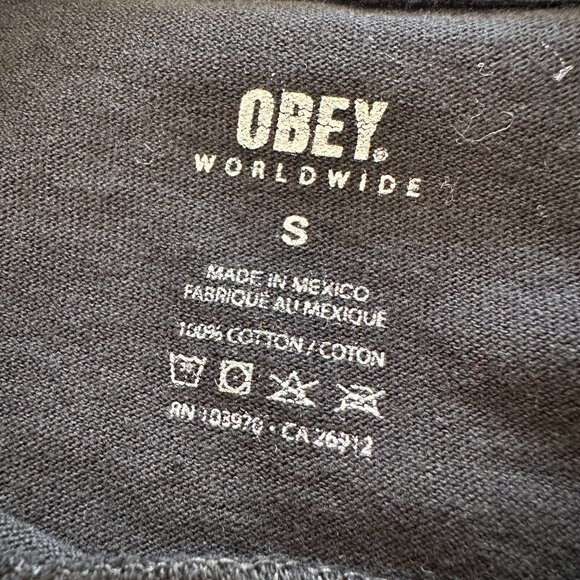 OBEY®
WORLDWIDE
S
MADE IN MEXICO
FABRIQUE AU MEXIQUE
100% COTTON / COTON
RN 103970 • CA 26912